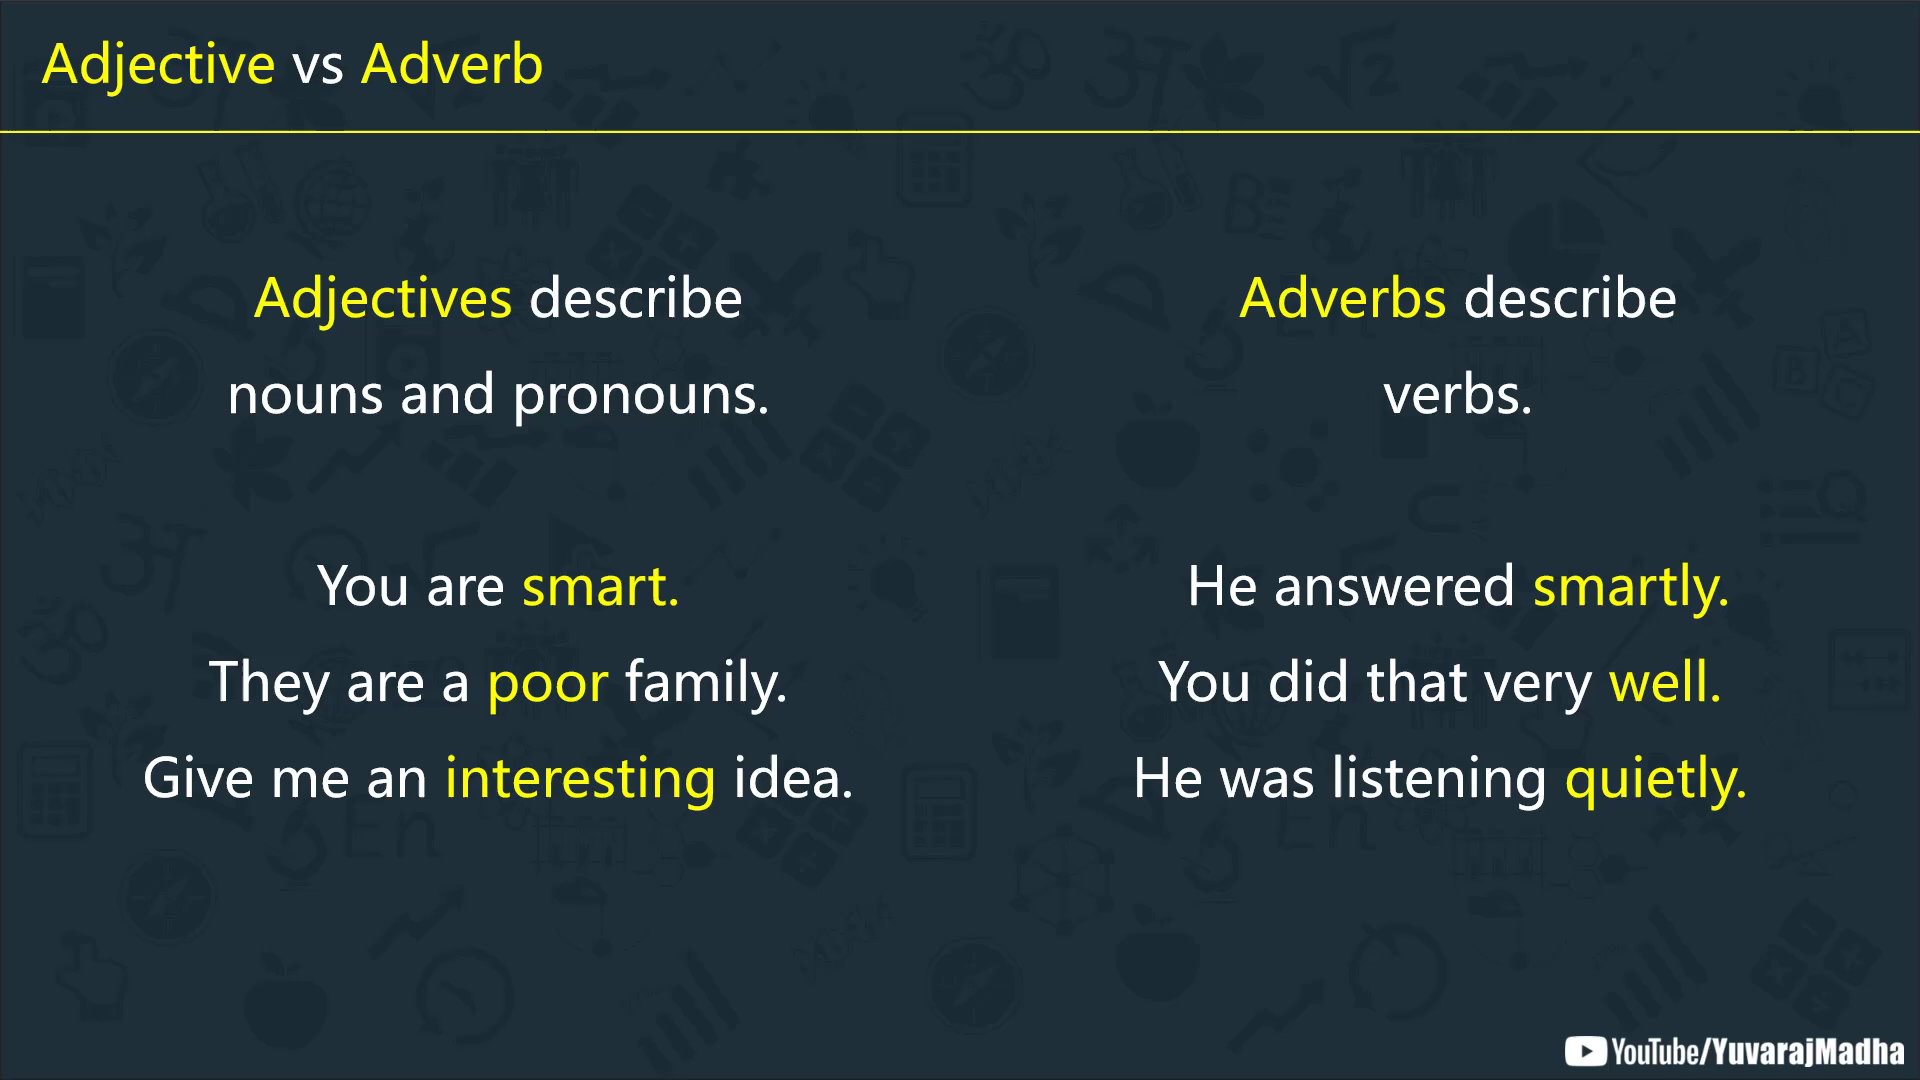 Adjective vs Adverb
Adjectives describe
nouns and pronouns.
You are smart.
They are a poor family.
Give me an interesting idea.
Adverbs describe
verbs.
He answered smartly.
You did that very well.
He was listening quietly.
YouTube/YuvarajMadha